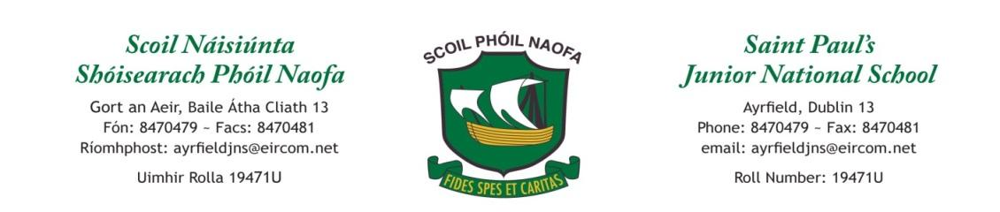 Scoil Náisiúnta
Shóisearach Phóil Naofa
Gort an Aeir, Baile Átha Cliath 13
Fón: 8470479 ~ Facs: 8470481
Ríomhphost: ayrfieldjns@eircom.net
Uimhir Rolla 19471U
SCOIL PHÓIL NAOFA
FIDES SPES ET CARITAS
Saint Paul's
Junior National School
Ayrfield, Dublin 13
Phone: 8470479 ~ Fax: 8470481
email: ayrfieldjns@eircom.net
Roll Number: 19471U